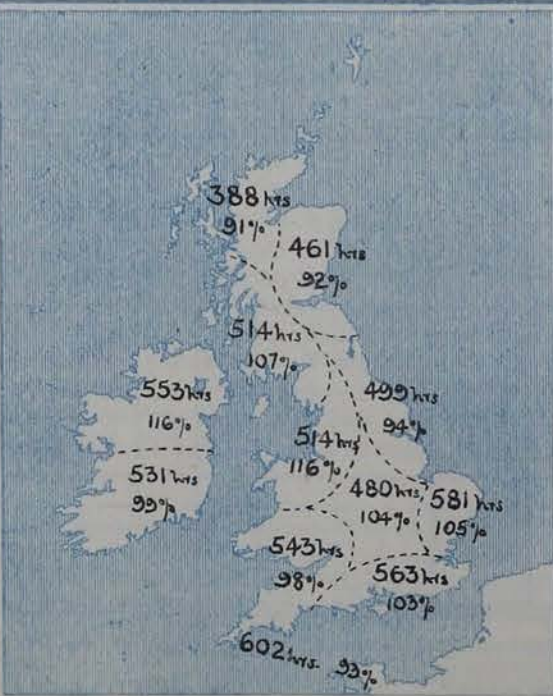 388 hrs
91%
461 hrs
92%
514 hrs
107%
553 hrs
116%
499 hrs
94%
514 hrs
116%
531 hrs
99%
480 hrs
104%
581 hrs
105%
543 hrs
98%
563 hrs
103%
602 hrs. 93%